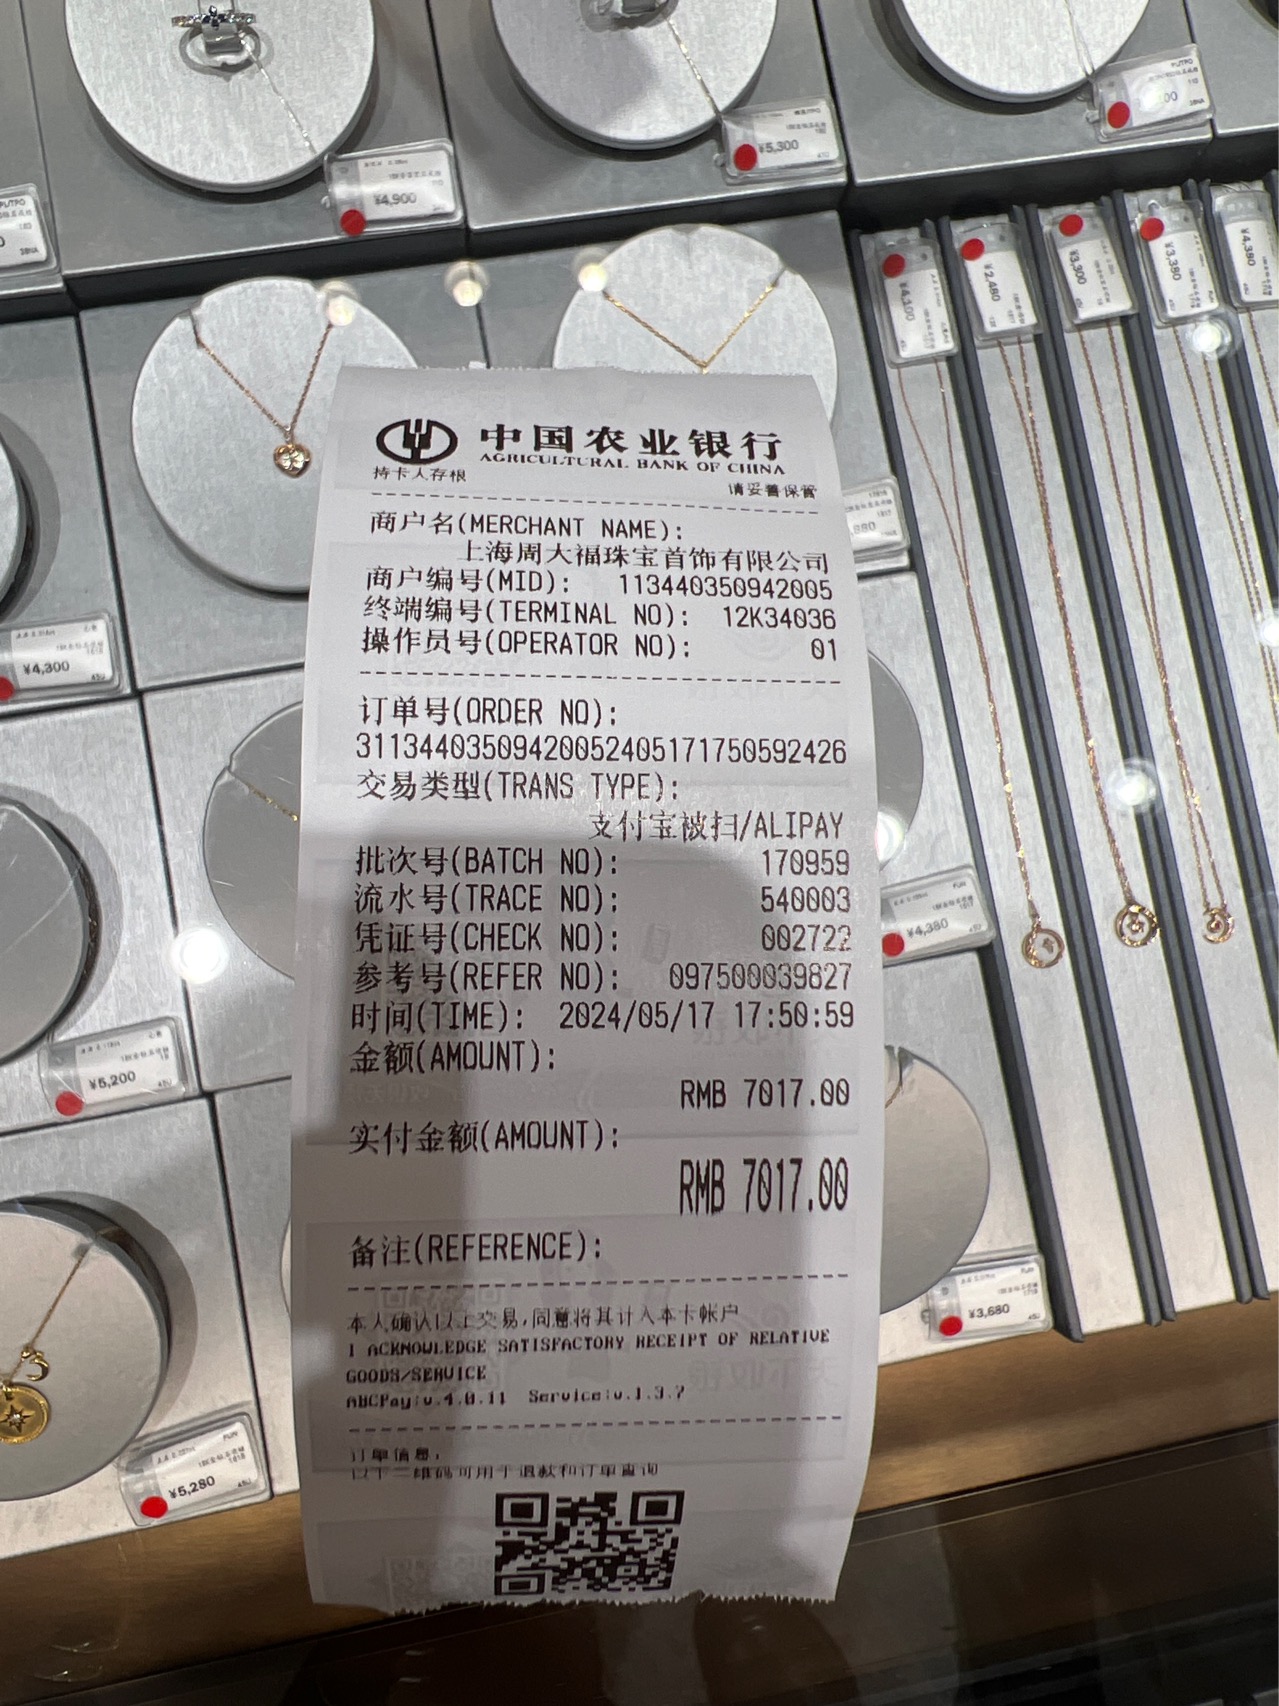 ¥4,900
¥5,300
¥4,100
¥2,480
¥3,300
¥3,380
¥4,380
中国农业银行
AGRICULTURAL BANK OF CHINA
持卡人存根
请妥善保管
商户名(MERCHANT NAME):
上海周大福珠宝首饰有限公司
商户编号(MID): 113440350942005
终端编号(TERMINAL NO): 12K34036
操作员号(OPERATOR NO): 01
订单号(ORDER NO):
31134403509420052405171750592426
交易类型(TRANS TYPE):
支付宝被扫/ALIPAY
批次号(BATCH NO): 170959
流水号(TRACE NO): 540003
凭证号(CHECK NO): 002722
参考号(REFER NO): 097500039827
时间(TIME): 2024/05/17 17:50:59
金额(AMOUNT):
RMB 7017.00
实付金额(AMOUNT):
RMB 7017.00
备注(REFERENCE):
本人确认以上交易,同意将其计入本卡帐户
I ACKNOWLEDGE SATISFACTORY RECEIPT OF RELATIVE
GOODS/SERVICE
ABCPay:v.4.0.11 Service:v.1.3.7
订单信息:
以下二维码可用于退款和订单查询
¥4,300
¥5,200
¥5,280
¥4,380
¥3,680